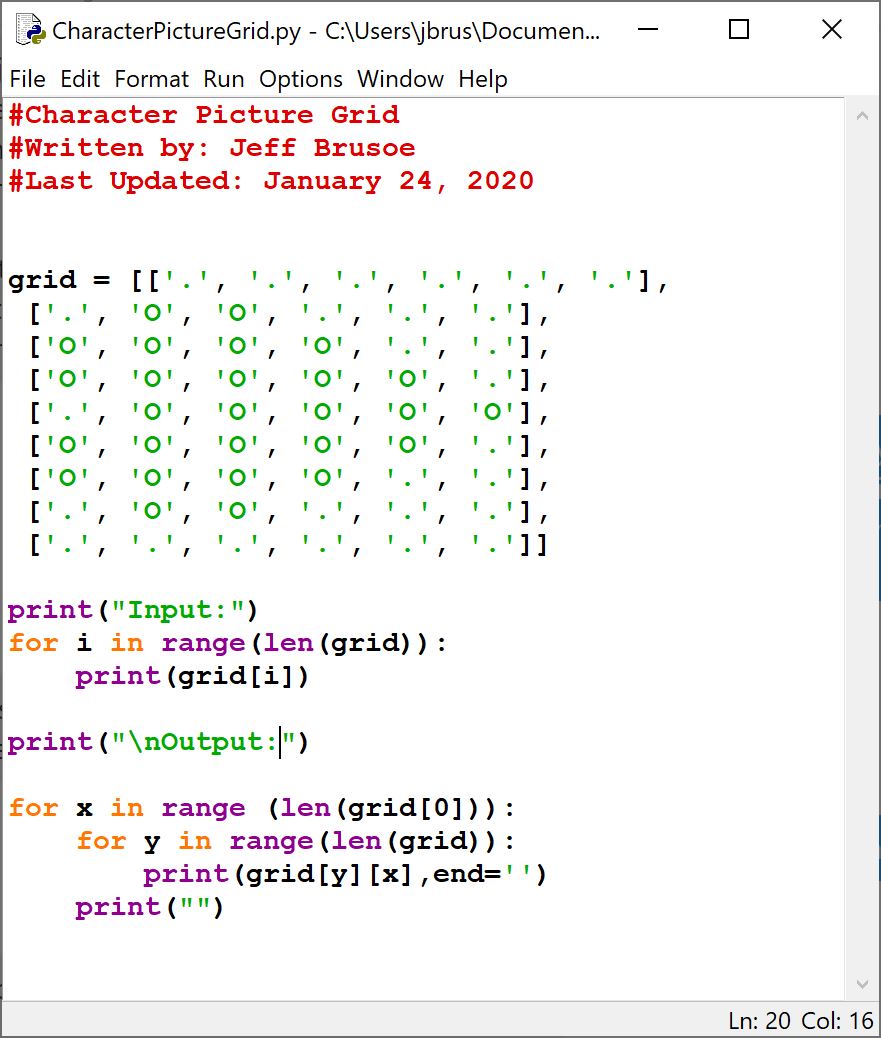 CharacterPictureGrid.py - C:\Users\jbrus\Documen...
File Edit Format Run Options Window Help
#Character Picture Grid
#Written by: Jeff Brusoe
#Last Updated: January 24, 2020
grid = [['.', '.', '.', '.', '.', '.'],
 ['.', 'O', 'O', '.', '.', '.'],
 ['O', 'O', 'O', 'O', '.', '.'],
 ['O', 'O', 'O', 'O', 'O', '.'],
 ['.', 'O', 'O', 'O', 'O', 'O'],
 ['O', 'O', 'O', 'O', 'O', '.'],
 ['O', 'O', 'O', 'O', '.', '.'],
 ['.', 'O', 'O', '.', '.', '.'],
 ['.', '.', '.', '.', '.', '.']]
print("Input:")
for i in range(len(grid)):
    print(grid[i])
print("\nOutput:")
for x in range (len(grid[0])):
    for y in range(len(grid)):
        print(grid[y][x],end='')
    print("")
Ln: 20 Col: 16